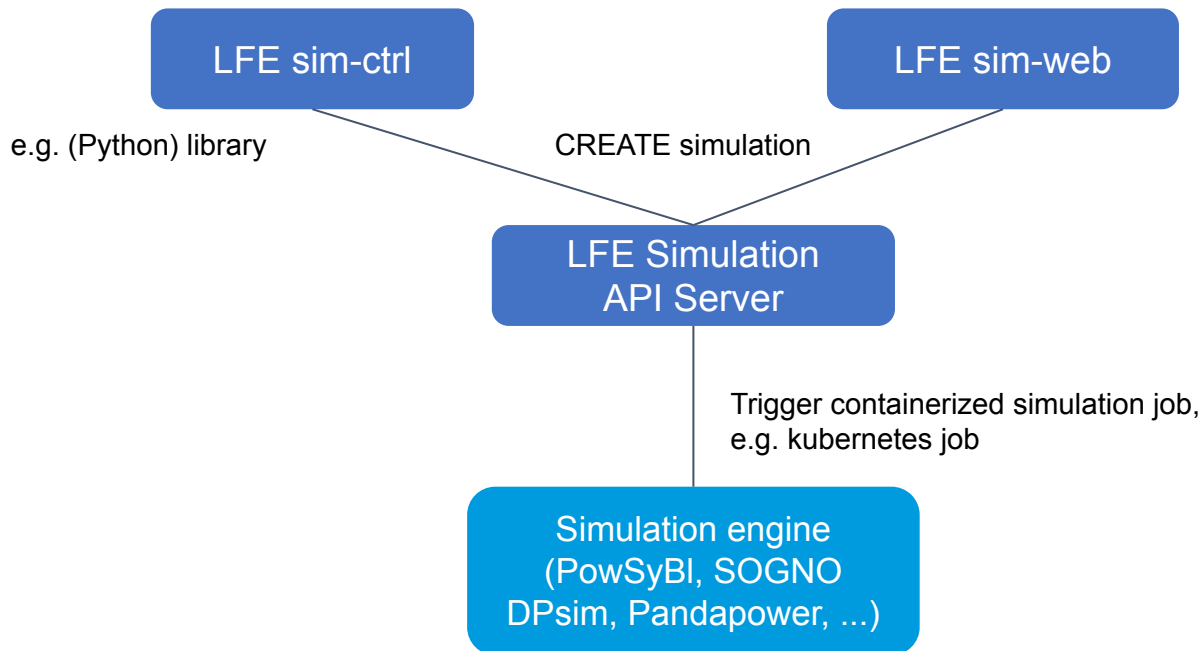 LFE sim-ctrl
LFE sim-web
e.g. (Python) library
CREATE simulation
LFE Simulation
API Server
Trigger containerized simulation job,
e.g. kubernetes job
Simulation engine
(PowSyBl, SOGNO
DPsim, Pandapower, ...)